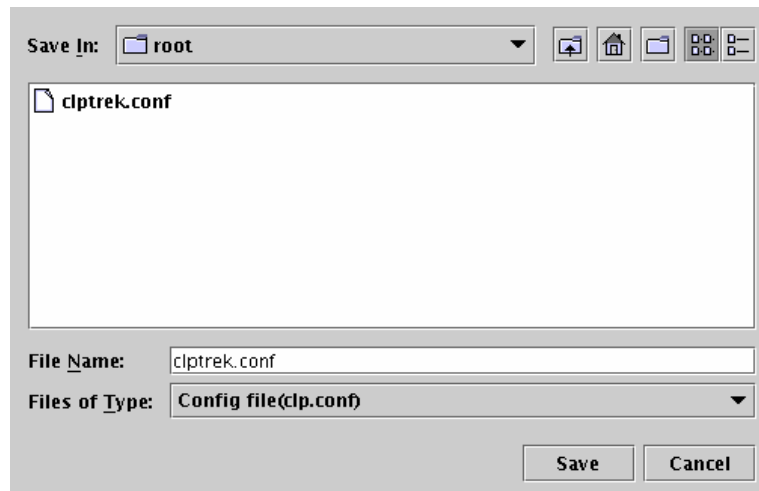 Save In: root
clptrek.conf
File Name: clptrek.conf
Files of Type: Config file(clp.conf)
Save Cancel